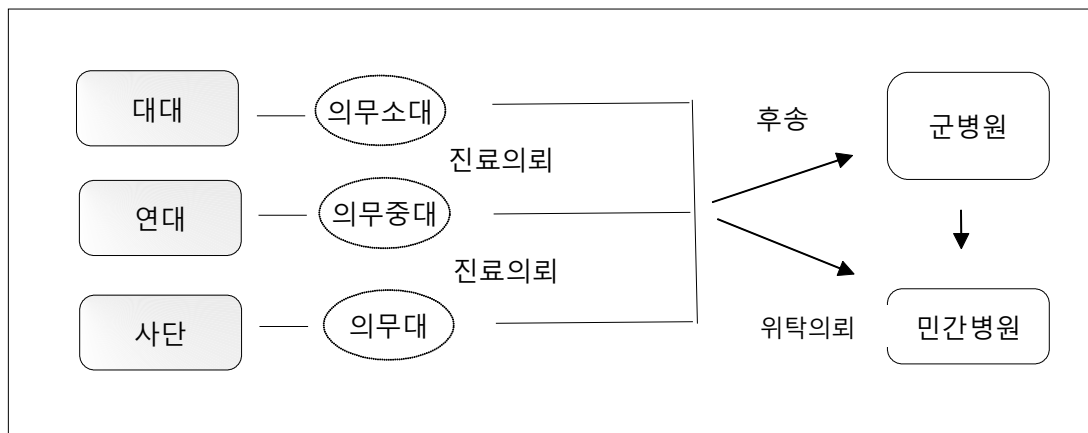 대대
의무소대
후송
군병원
진료의뢰
연대
의무중대
진료의뢰
사단
의무대
위탁의뢰
민간병원